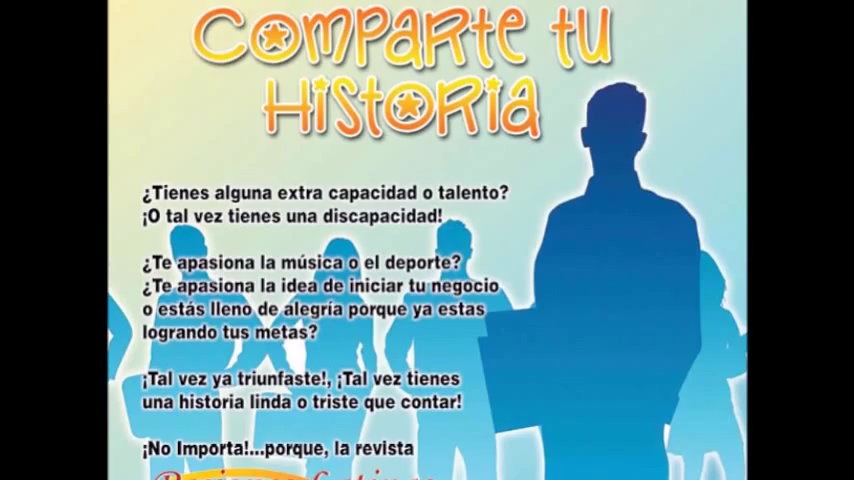 Comparte tu
Historia
¿Tienes alguna extra capacidad o talento?
¡O tal vez tienes una discapacidad!
¿Te apasiona la música o el deporte?
¿Te apasiona la idea de iniciar tu negocio
o estás lleno de alegría porque ya estas
logrando tus metas?
¡Tal vez ya triunfaste!, ¡Tal vez tienes
una historia linda o triste que contar!
¡No Importa!...porque, la revista